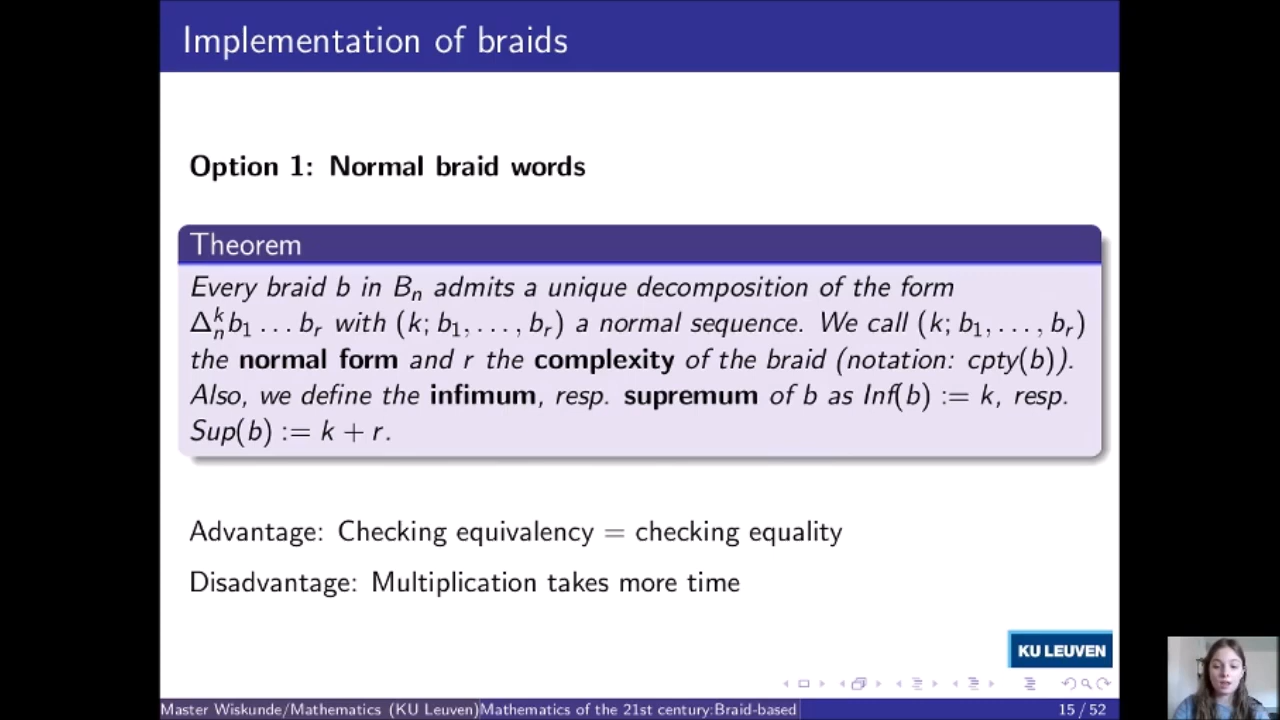 Implementation of braids
Option 1: Normal braid words
Theorem
Every braid b in Bₙ admits a unique decomposition of the form
Δₙᵏb₁ . . . bᵣ with (k; b₁, . . . , bᵣ) a normal sequence. We call (k; b₁, . . . , bᵣ)
the normal form and r the complexity of the braid (notation: cpty(b)).
Also, we define the infimum, resp. supremum of b as Inf(b) := k, resp.
Sup(b) := k + r.
Advantage: Checking equivalency = checking equality
Disadvantage: Multiplication takes more time
KU LEUVEN
Master Wiskunde/Mathematics (KU Leuven)Mathematics of the 21st century:Braid-based 15 / 52